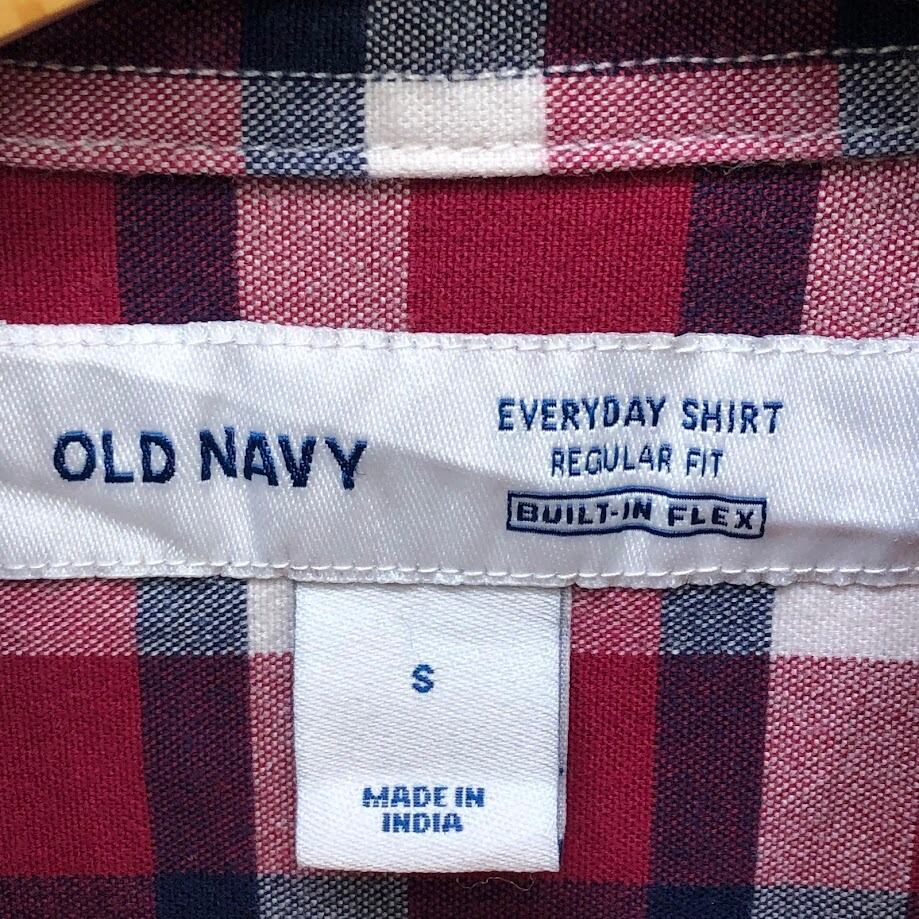 OLD NAVY
EVERYDAY SHIRT
REGULAR FIT
BUILT-IN FLEX
S
MADE IN
INDIA